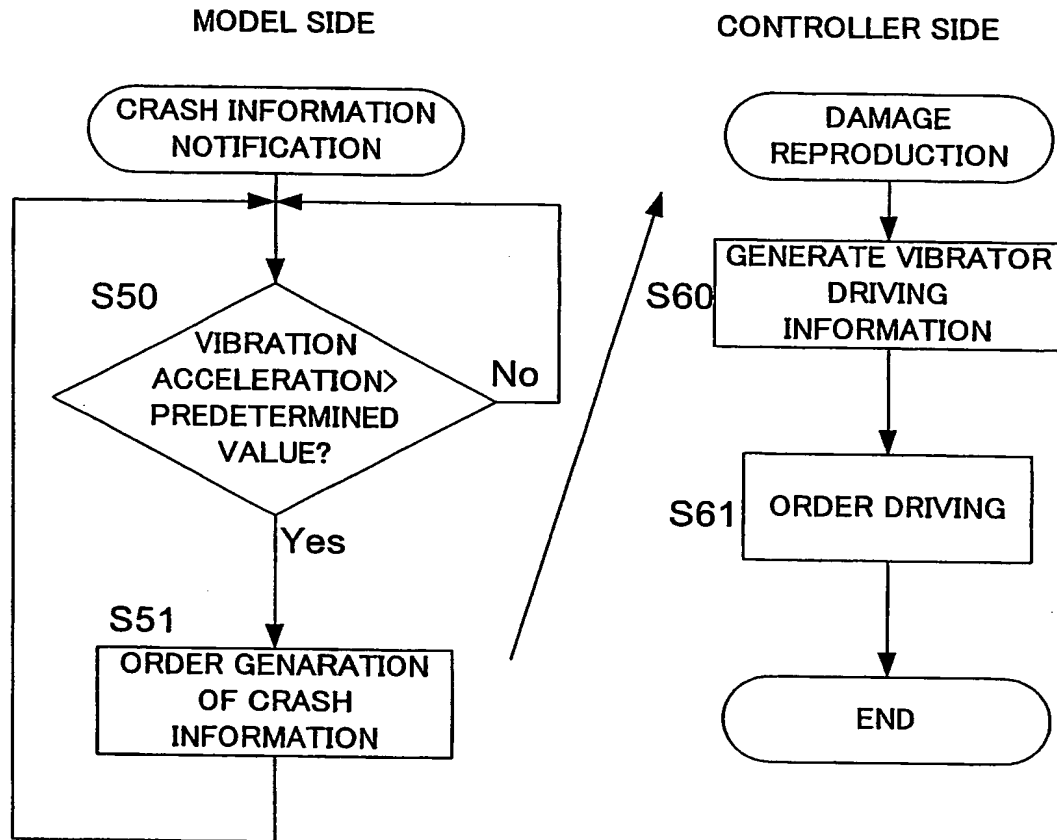 MODEL SIDE
CRASH INFORMATION
NOTIFICATION
S50
VIBRATION
ACCELERATION>
PREDETERMINED
VALUE?
No
Yes
S51
ORDER GENARATION
OF CRASH
INFORMATION
CONTROLLER SIDE
DAMAGE
REPRODUCTION
S60
GENERATE VIBRATOR
DRIVING
INFORMATION
S61
ORDER DRIVING
END